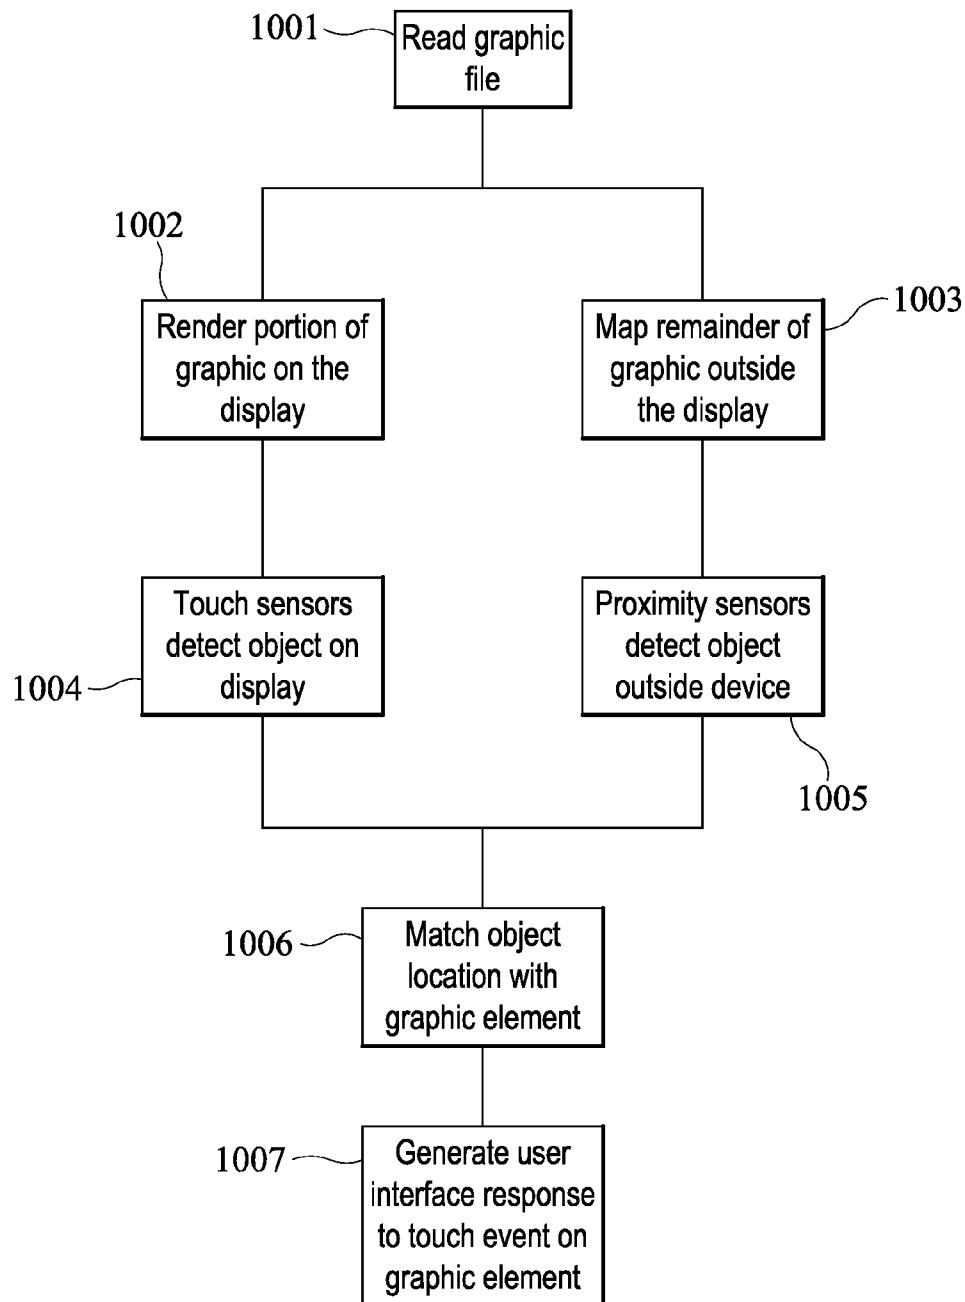 1001
Read graphic
file
1002
Render portion of
graphic on the
display
1003
Map remainder of
graphic outside
the display
1004
Touch sensors
detect object on
display
Proximity sensors
detect object
outside device
1005
1006
Match object
location with
graphic element
1007
Generate user
interface response
to touch event on
graphic element